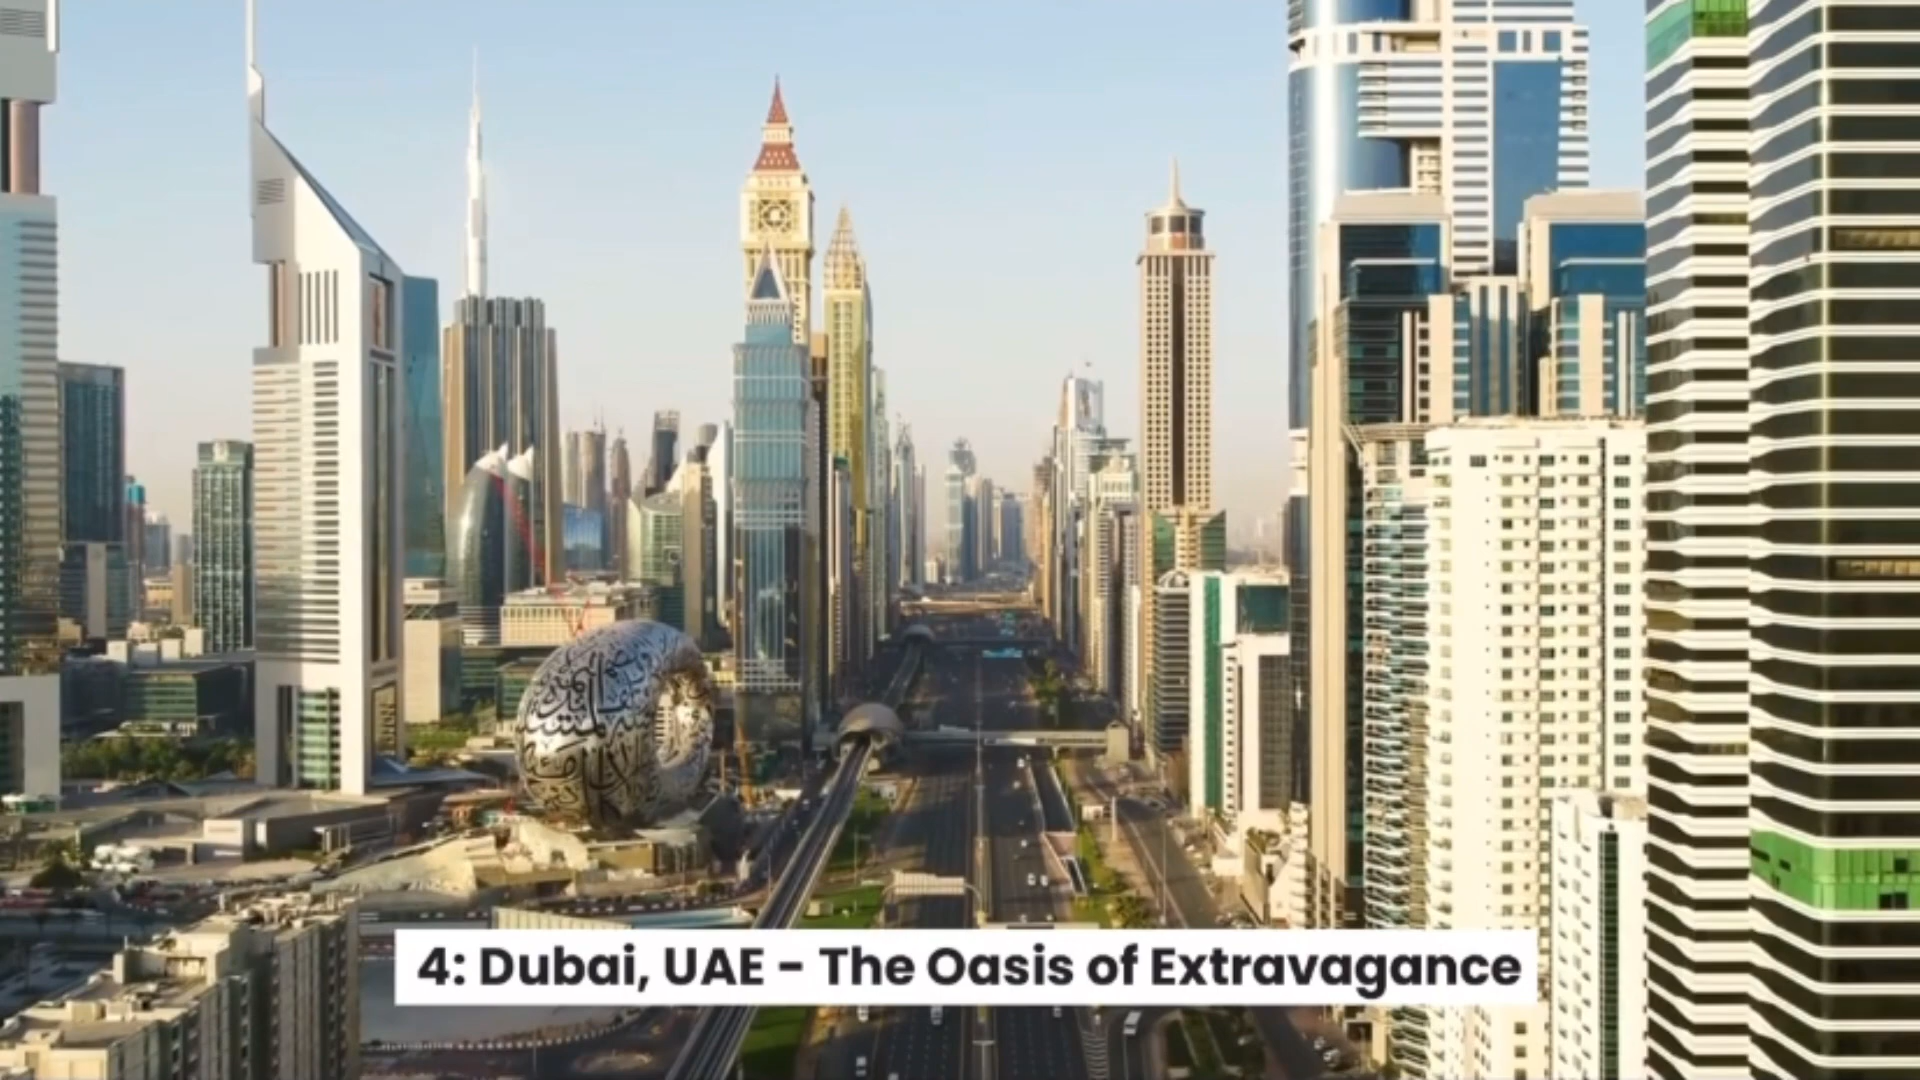 4: Dubai, UAE - The Oasis of Extravagance